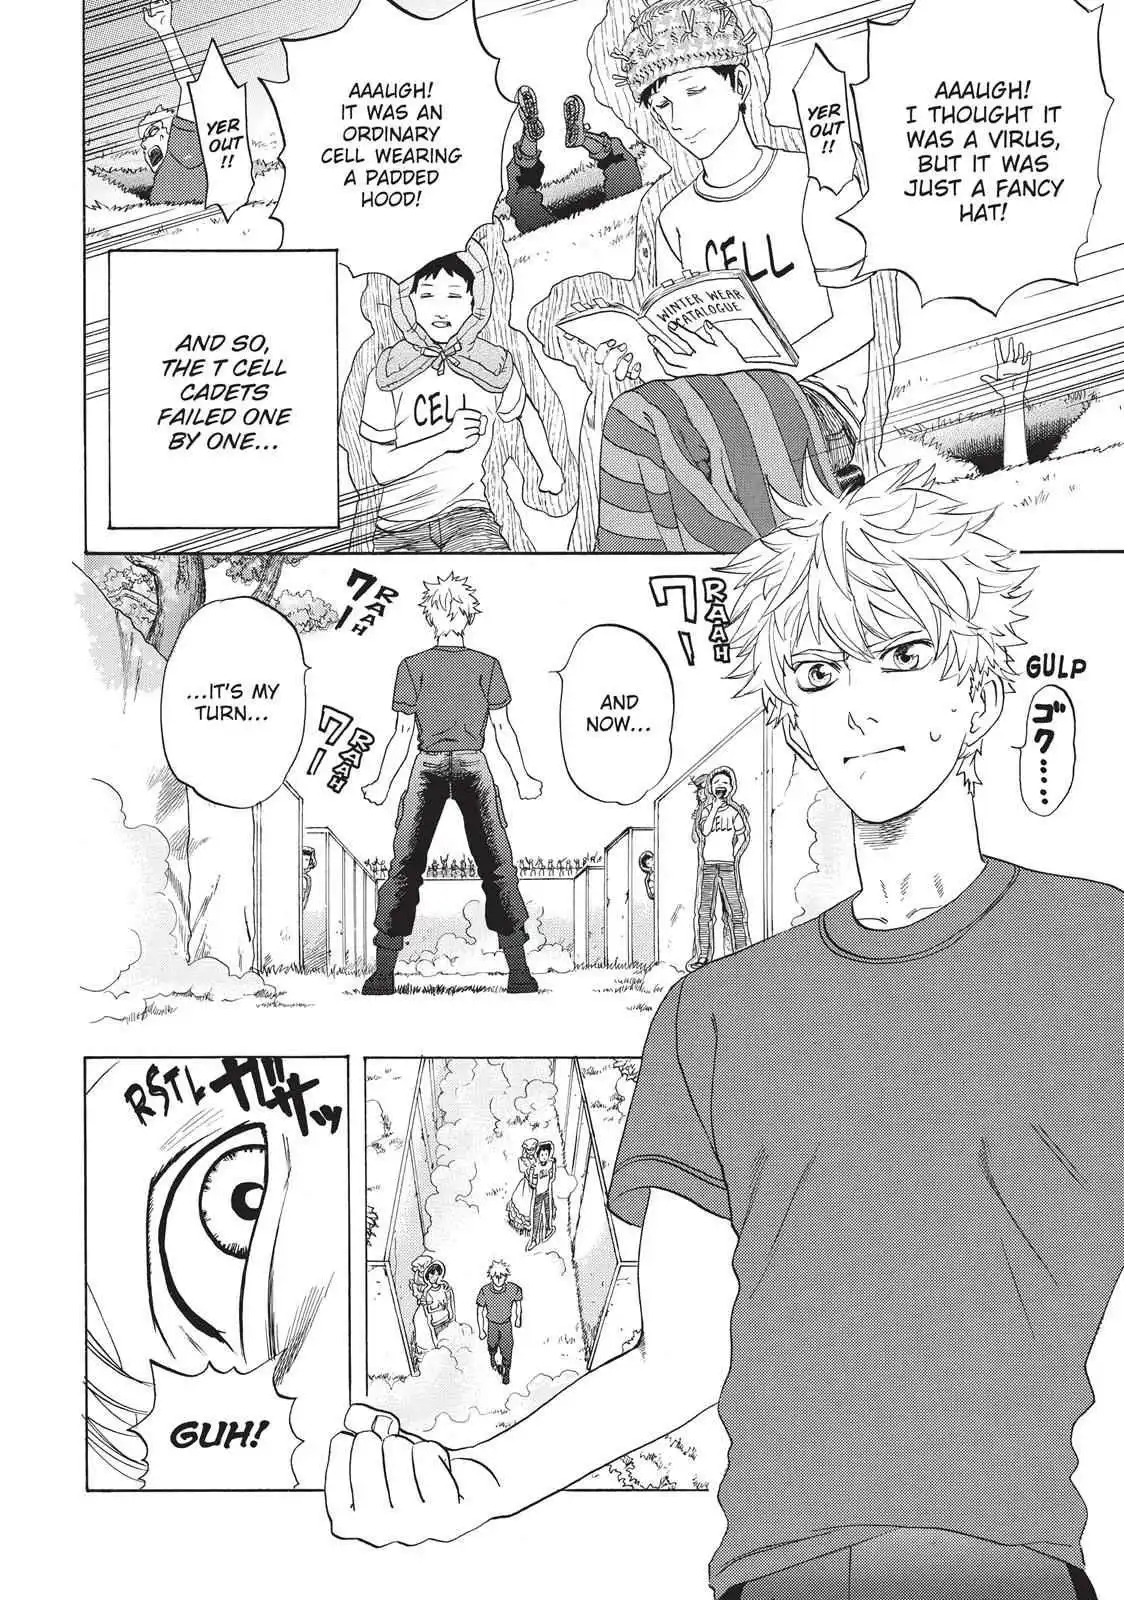 AAAUGH!
I THOUGHT IT
WAS A VIRUS,
BUT IT WAS
JUST A FANCY
HAT!
YER
OUT!!
CELL
WINTER WEAR
CATALOGUE
AAAUGH!
IT WAS AN
ORDINARY
CELL WEARING
A PADDED
HOOD!
YER
OUT
!!
CELL
AND SO,
THE T CELL
CADETS
FAILED ONE
BY ONE...
GULP
ゴク……
RAAH
ワー
AND
NOW...
CELL
RAAH
ワー
RAAH
ワー
...IT'S MY
TURN...
CELL
CELL
RSTL
ガサッ
GUH!